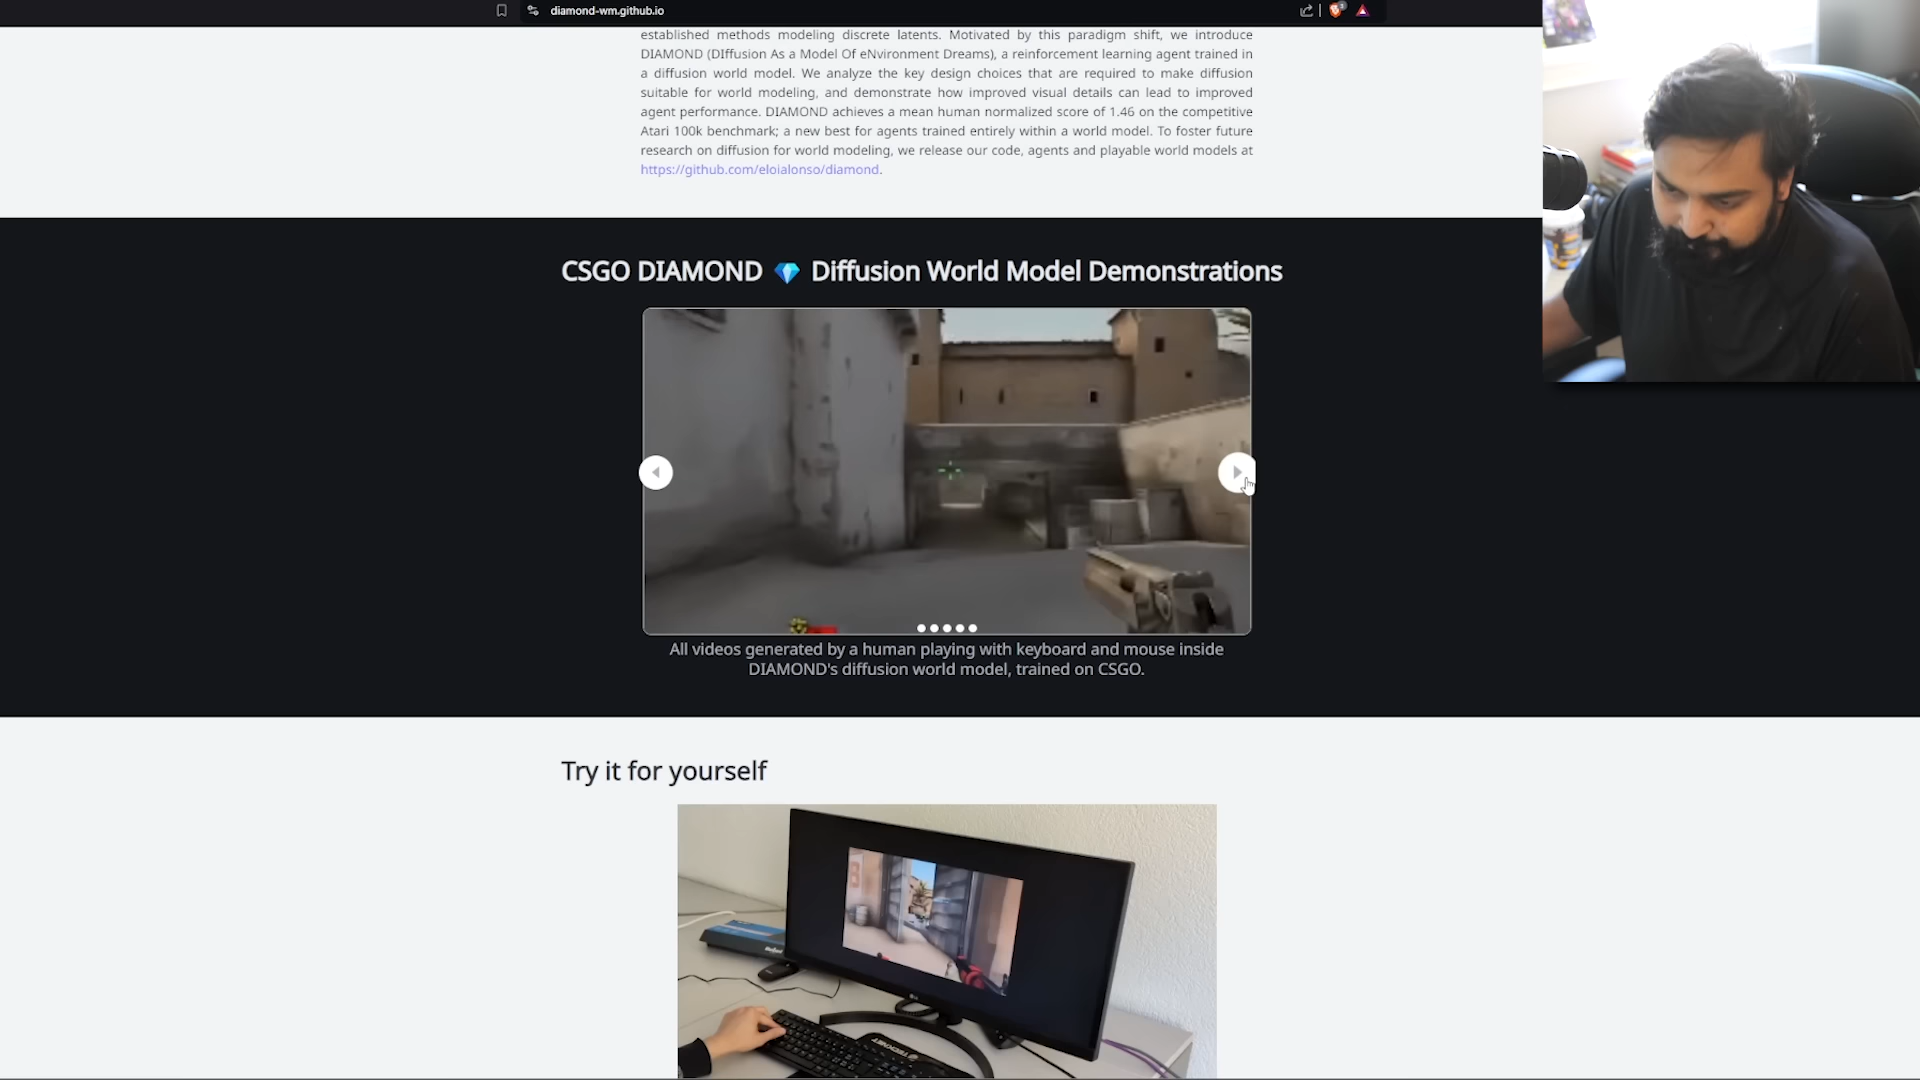 diamond-wm.github.io
established methods modeling discrete latents. Motivated by this paradigm shift, we introduce
DIAMOND (DIffusion As a Model Of eNvironment Dreams), a reinforcement learning agent trained in
a diffusion world model. We analyze the key design choices that are required to make diffusion
suitable for world modeling, and demonstrate how improved visual details can lead to improved
agent performance. DIAMOND achieves a mean human normalized score of 1.46 on the competitive
Atari 100k benchmark; a new best for agents trained entirely within a world model. To foster future
research on diffusion for world modeling, we release our code, agents and playable world models at
https://github.com/eloialonso/diamond.
CSGO DIAMOND 💎 Diffusion World Model Demonstrations
All videos generated by a human playing with keyboard and mouse inside
DIAMOND's diffusion world model, trained on CSGO.
Try it for yourself